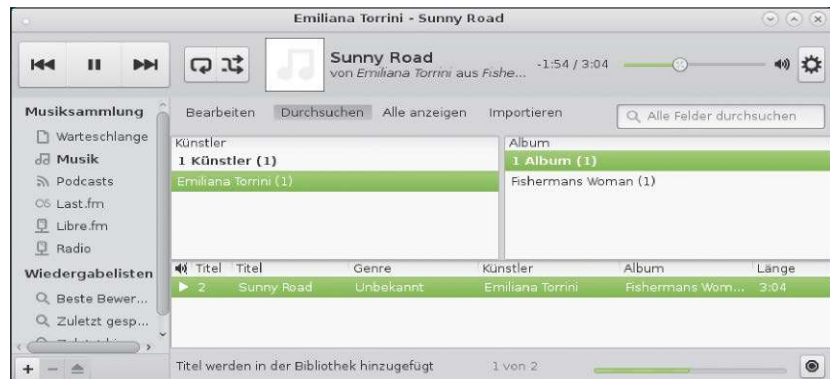 Emiliana Torrini - Sunny Road
Sunny Road
von Emiliana Torrini aus Fishe...
-1:54 / 3:04
Musiksammlung
Warteschlange
Musik
Podcasts
Last.fm
Libre.fm
Radio
Wiedergabelisten
Beste Bewer...
Zuletzt gesp...
Bearbeiten Durchsuchen Alle anzeigen Importieren
Alle Felder durchsuchen
Künstler
1 Künstler (1)
Emiliana Torrini (1)
Album
1 Album (1)
Fishermans Woman (1)
Titel Titel Genre Künstler Album Länge
2 Sunny Road Unbekannt Emiliana Torrini Fishermans Wom... 3:04
Titel werden in der Bibliothek hinzugefügt 1 von 2